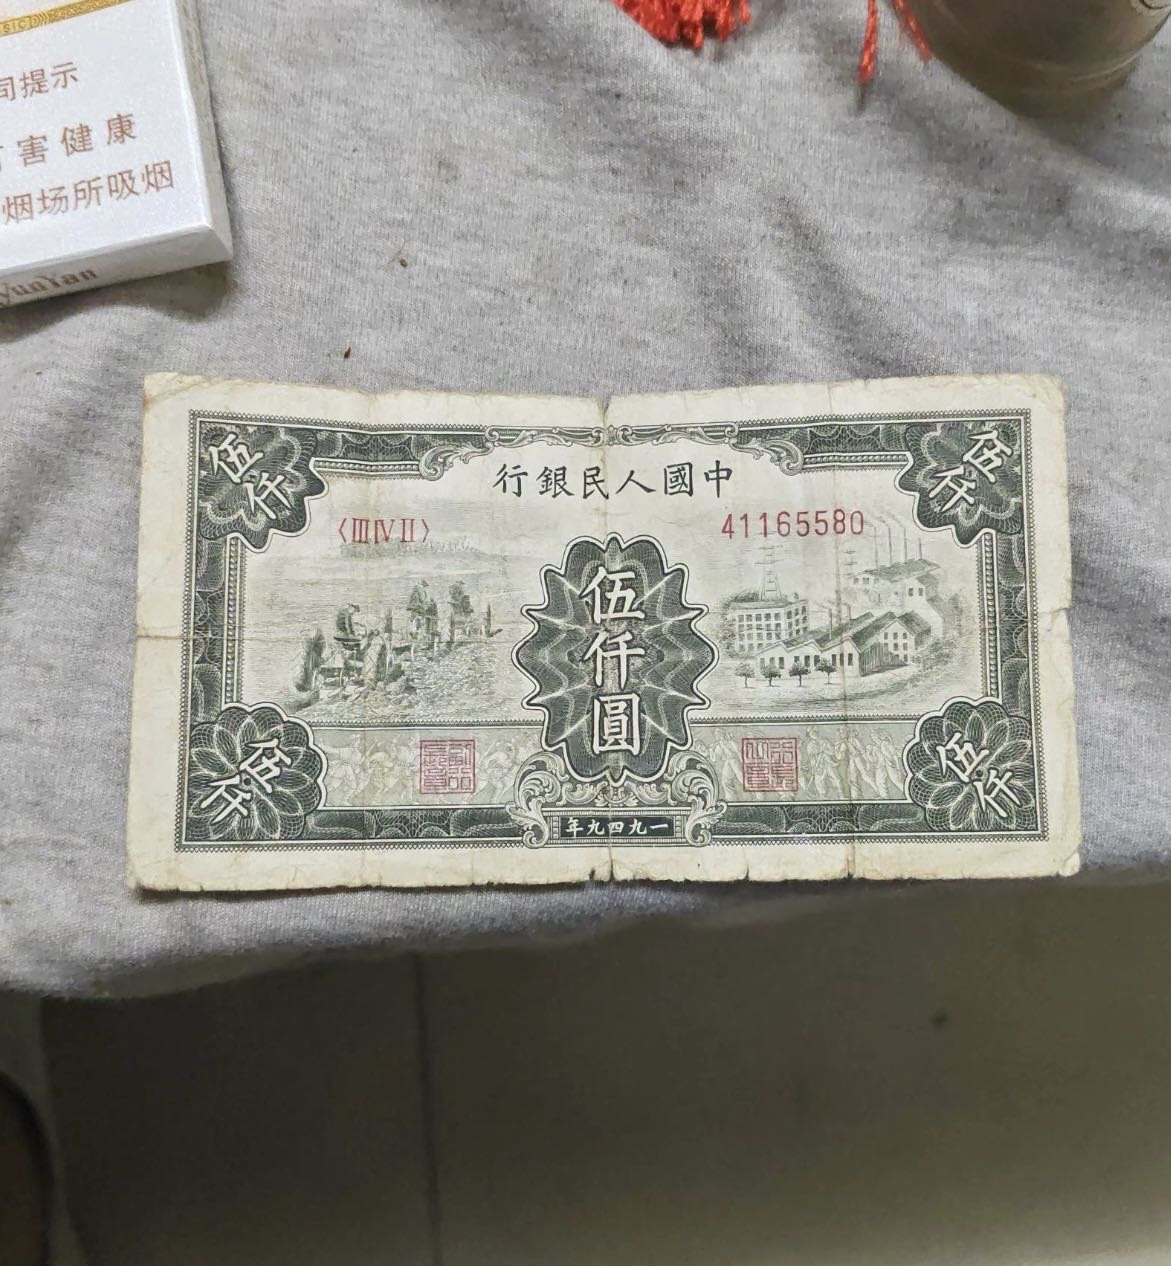 司提示
害健康
烟场所吸烟
YunYan
行銀民人國中
伍仟
伍仟
〈III IV II〉
41165580
伍仟圓
伍仟
伍仟
年九四九一